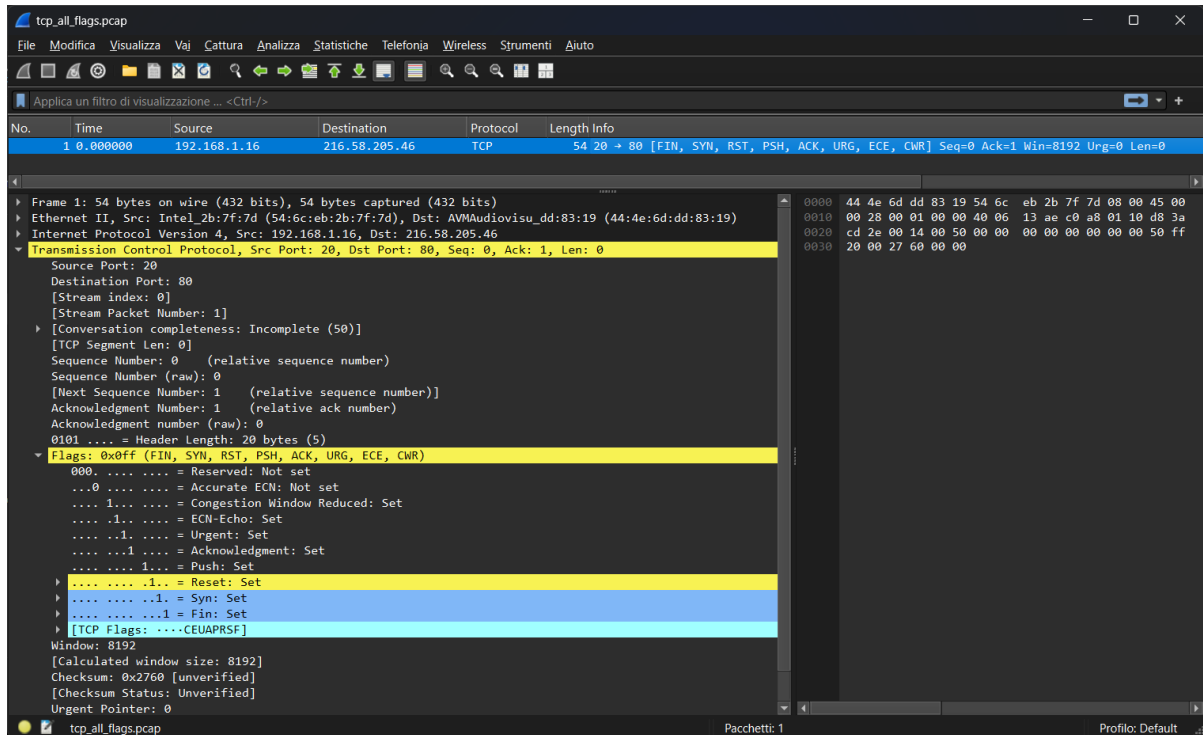 tcp_all_flags.pcap
File Modifica Visualizza Vai Cattura Analizza Statistiche Telefonia Wireless Strumenti Aiuto
Applica un filtro di visualizzazione ... <Ctrl-/>
No. Time Source Destination Protocol Length Info
1 0.000000 192.168.1.16 216.58.205.46 TCP 54 20 → 80 [FIN, SYN, RST, PSH, ACK, URG, ECE, CWR] Seq=0 Ack=1 Win=8192 Urg=0 Len=0
Frame 1: 54 bytes on wire (432 bits), 54 bytes captured (432 bits)
Ethernet II, Src: Intel_2b:7f:7d (54:6c:eb:2b:7f:7d), Dst: AVMAudiovisu_dd:83:19 (44:4e:6d:dd:83:19)
Internet Protocol Version 4, Src: 192.168.1.16, Dst: 216.58.205.46
Transmission Control Protocol, Src Port: 20, Dst Port: 80, Seq: 0, Ack: 1, Len: 0
Source Port: 20
Destination Port: 80
[Stream index: 0]
[Stream Packet Number: 1]
[Conversation completeness: Incomplete (50)]
[TCP Segment Len: 0]
Sequence Number: 0 (relative sequence number)
Sequence Number (raw): 0
[Next Sequence Number: 1 (relative sequence number)]
Acknowledgment Number: 1 (relative ack number)
Acknowledgment number (raw): 0
0101 .... = Header Length: 20 bytes (5)
Flags: 0x0ff (FIN, SYN, RST, PSH, ACK, URG, ECE, CWR)
000. .... .... = Reserved: Not set
...0 .... .... = Accurate ECN: Not set
.... 1... .... = Congestion Window Reduced: Set
.... .1.. .... = ECN-Echo: Set
.... ..1. .... = Urgent: Set
.... ...1 .... = Acknowledgment: Set
.... .... 1... = Push: Set
.... .... .1.. = Reset: Set
.... .... ..1. = Syn: Set
.... .... ...1 = Fin: Set
[TCP Flags: ····CEUAPRSF]
Window: 8192
[Calculated window size: 8192]
Checksum: 0x2760 [unverified]
[Checksum Status: Unverified]
Urgent Pointer: 0
0000 44 4e 6d dd 83 19 54 6c eb 2b 7f 7d 08 00 45 00
0010 00 28 00 01 00 00 40 06 13 ae c0 a8 01 10 d8 3a
0020 cd 2e 00 14 00 50 00 00 00 00 00 00 00 00 50 ff
0030 20 00 27 60 00 00
tcp_all_flags.pcap Pacchetti: 1 Profilo: Default